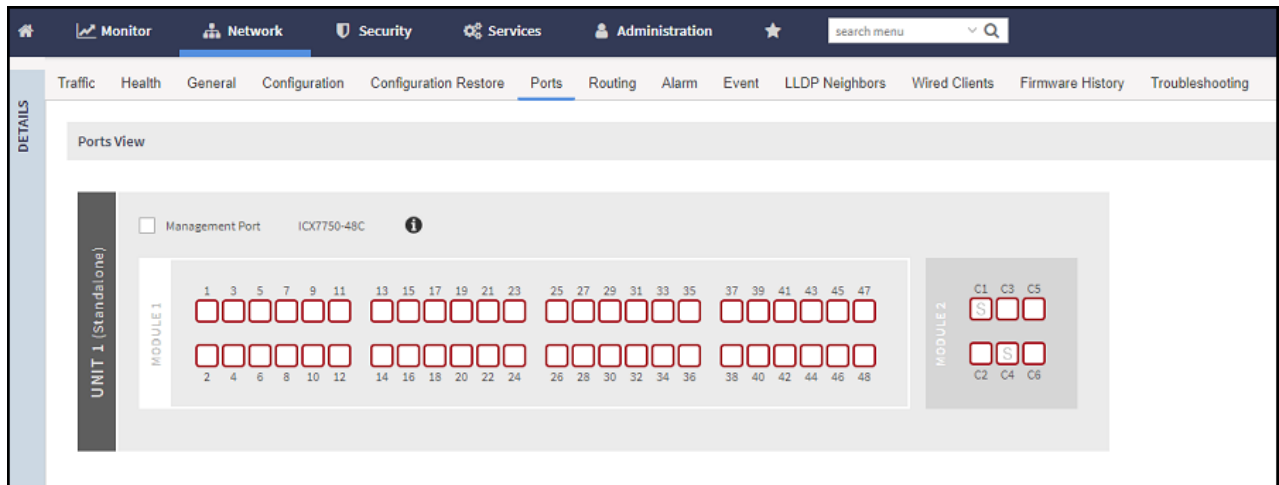 Monitor Network Security Services Administration search menu
Traffic Health General Configuration Configuration Restore Ports Routing Alarm Event LLDP Neighbors Wired Clients Firmware History Troubleshooting
DETAILS
Ports View
UNIT 1 (Standalone)
Management Port ICX7750-48C i
MODULE 1
1 3 5 7 9 11 13 15 17 19 21 23 25 27 29 31 33 35 37 39 41 43 45 47
2 4 6 8 10 12 14 16 18 20 22 24 26 28 30 32 34 36 38 40 42 44 46 48
MODULE 2
C1 C3 C5
S
S
C2 C4 C6